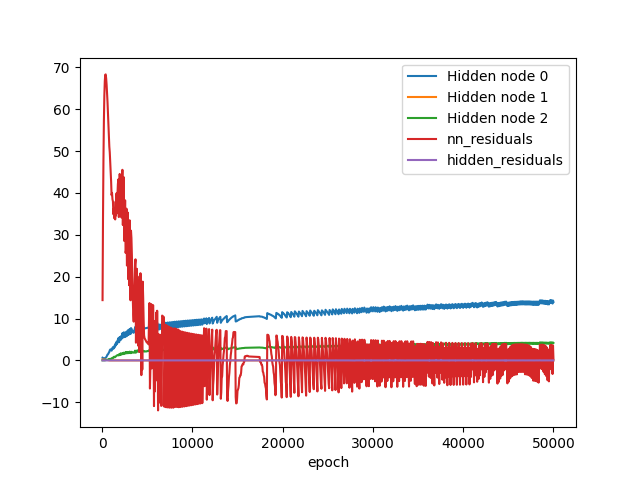 70
60
50
40
30
20
10
0
−10
0 10000 20000 30000 40000 50000
epoch
Hidden node 0
Hidden node 1
Hidden node 2
nn_residuals
hidden_residuals